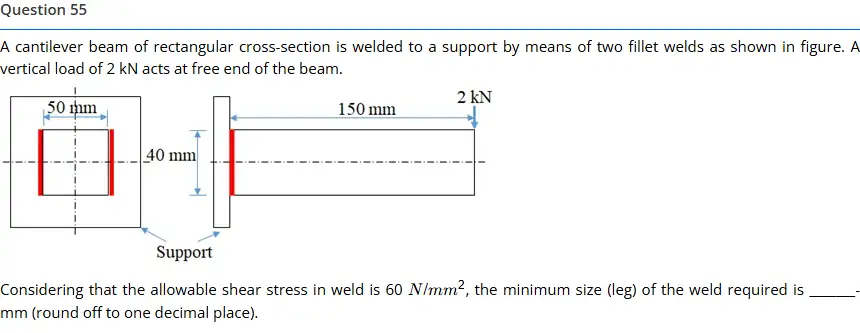 Question 55
A cantilever beam of rectangular cross-section is welded to a support by means of two fillet welds as shown in figure. A
vertical load of 2 kN acts at free end of the beam.
50 mm
150 mm
2 kN
40 mm
Support
Considering that the allowable shear stress in weld is 60 N/mm², the minimum size (leg) of the weld required is ______-
mm (round off to one decimal place).